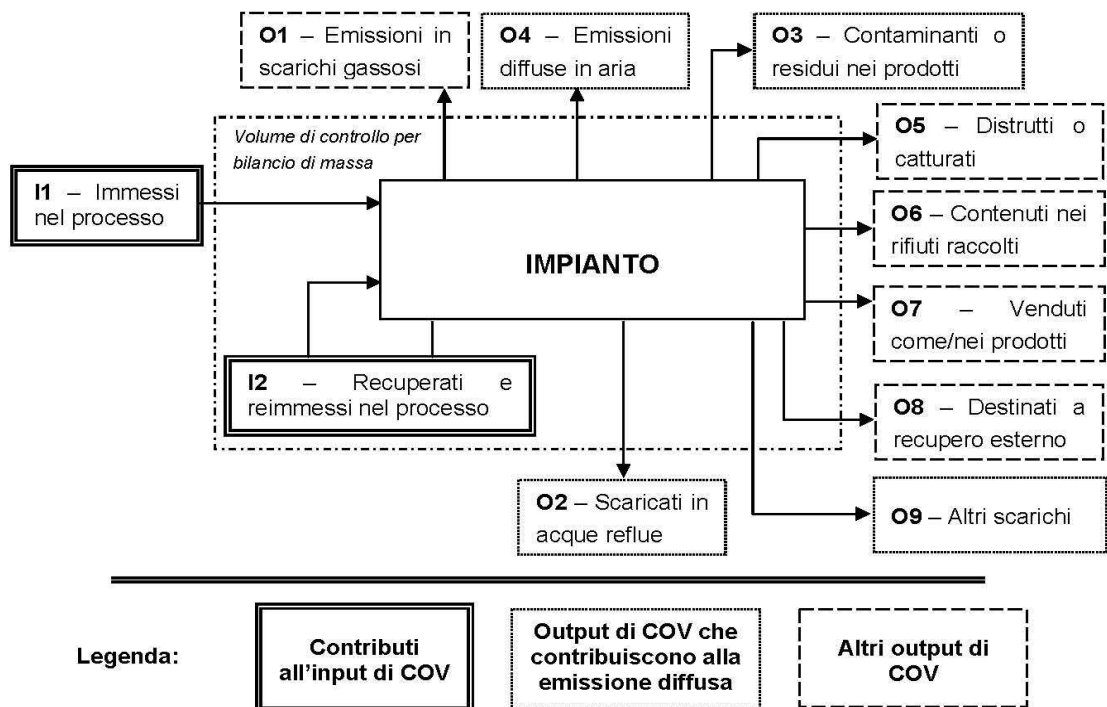 O1 – Emissioni in
scarichi gassosi
O4 – Emissioni
diffuse in aria
O3 – Contaminanti o
residui nei prodotti
Volume di controllo per
bilancio di massa
O5 – Distrutti o
catturati
I1 – Immessi
nel processo
O6 – Contenuti nei
rifiuti raccolti
IMPIANTO
O7 – Venduti
come/nei prodotti
I2 – Recuperati e
reimmessi nel processo
O8 – Destinati a
recupero esterno
O2 – Scaricati in
acque reflue
O9 – Altri scarichi
Legenda:
Contributi
all'input di COV
Output di COV che
contribuiscono alla
emissione diffusa
Altri output di
COV